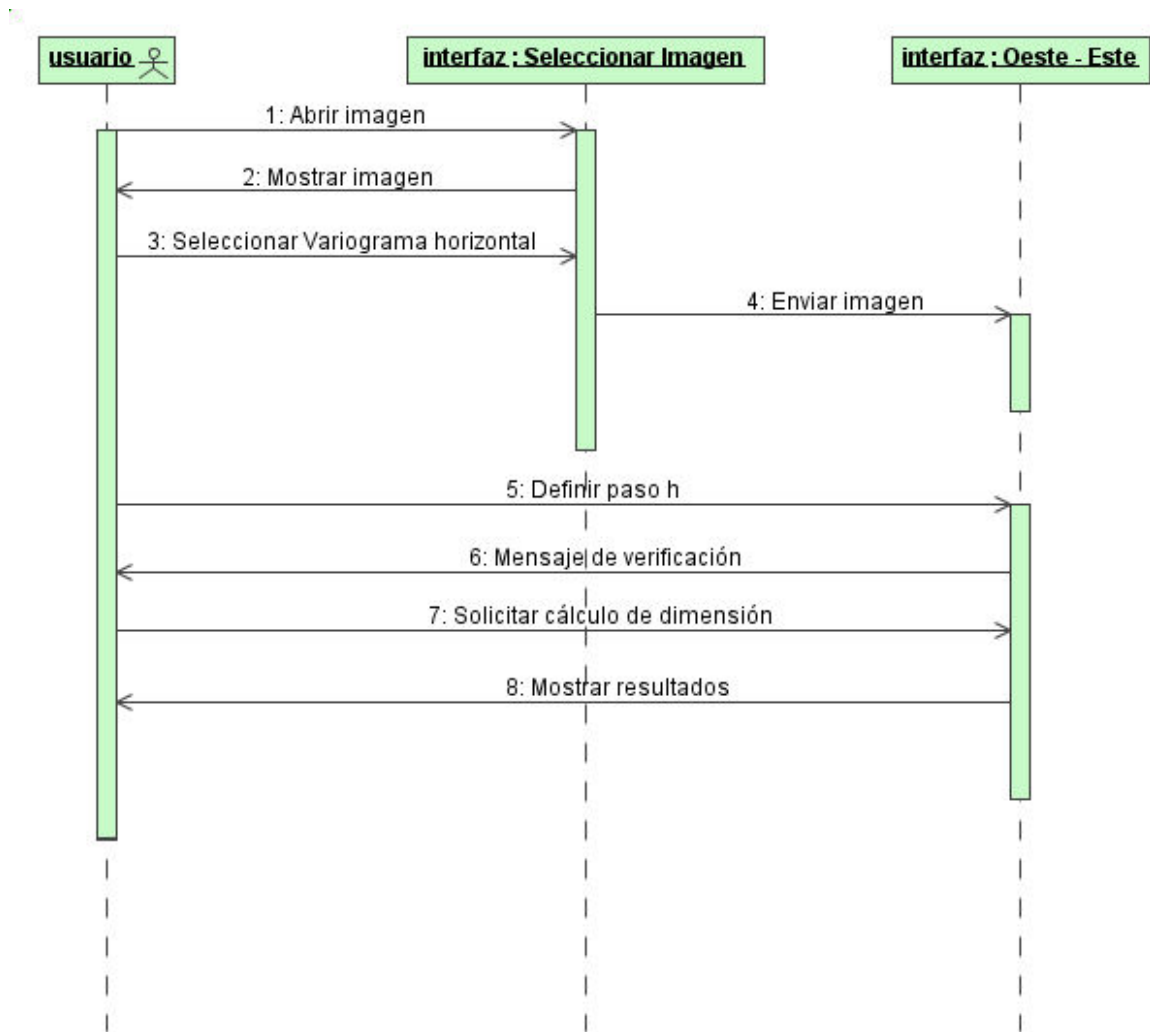 usuario
interfaz ; Seleccionar Imagen
interfaz ; Oeste - Este
1: Abrir imagen
2: Mostrar imagen
3: Seleccionar Variograma horizontal
4: Enviar imagen
5: Definir paso h
6: Mensaje de verificación
7: Solicitar cálculo de dimensión
8: Mostrar resultados